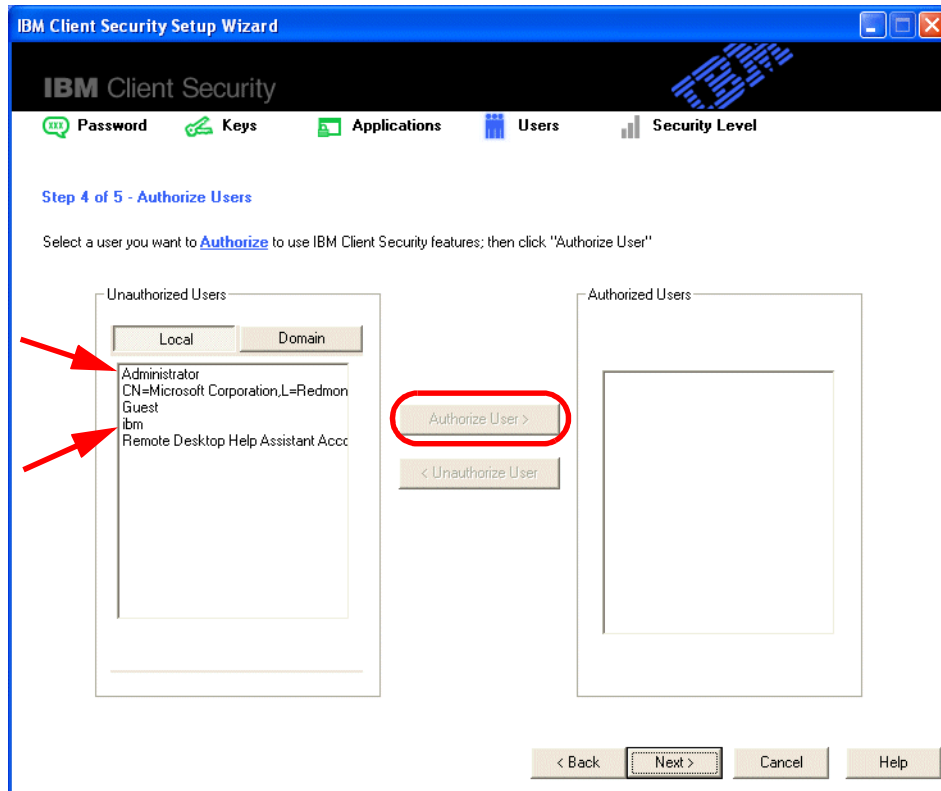 IBM Client Security Setup Wizard
IBM Client Security
IBM
Password Keys Applications Users Security Level
Step 4 of 5 - Authorize Users
Select a user you want to Authorize to use IBM Client Security features; then click "Authorize User"
Unauthorized Users
Local Domain
Administrator
CN=Microsoft Corporation,L=Redmon
Guest
ibm
Remote Desktop Help Assistant Acco
Authorize User >
< Unauthorize User
Authorized Users
< Back Next > Cancel Help